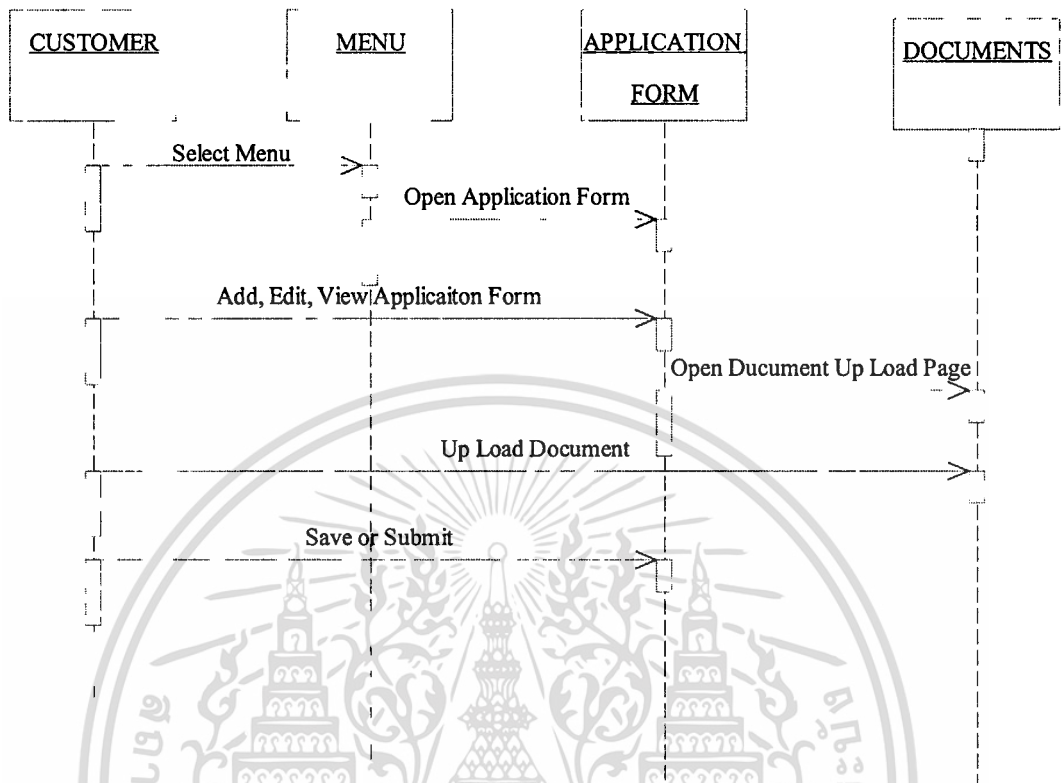 CUSTOMER
MENU
APPLICATION
FORM
DOCUMENTS
Select Menu
Open Application Form
Add, Edit, View Applicaiton Form
Open Ducument Up Load Page
Up Load Document
Save or Submit